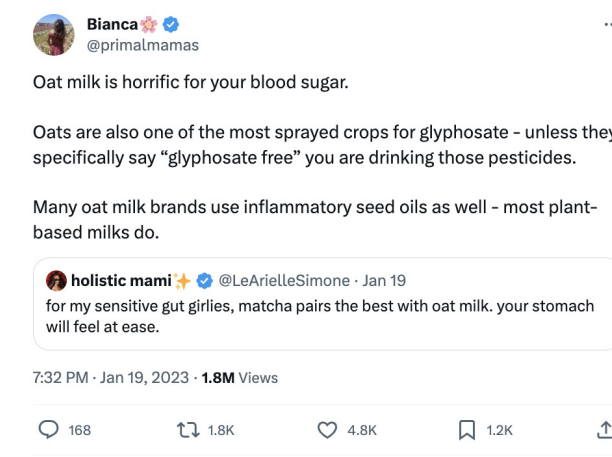 Bianca🌸
@primalmamas
Oat milk is horrific for your blood sugar.
Oats are also one of the most sprayed crops for glyphosate - unless they
specifically say “glyphosate free” you are drinking those pesticides.
Many oat milk brands use inflammatory seed oils as well - most plant-
based milks do.
holistic mami✨ @LeArielleSimone · Jan 19
for my sensitive gut girlies, matcha pairs the best with oat milk. your stomach
will feel at ease.
7:32 PM · Jan 19, 2023 · 1.8M Views
168 1.8K 4.8K 1.2K